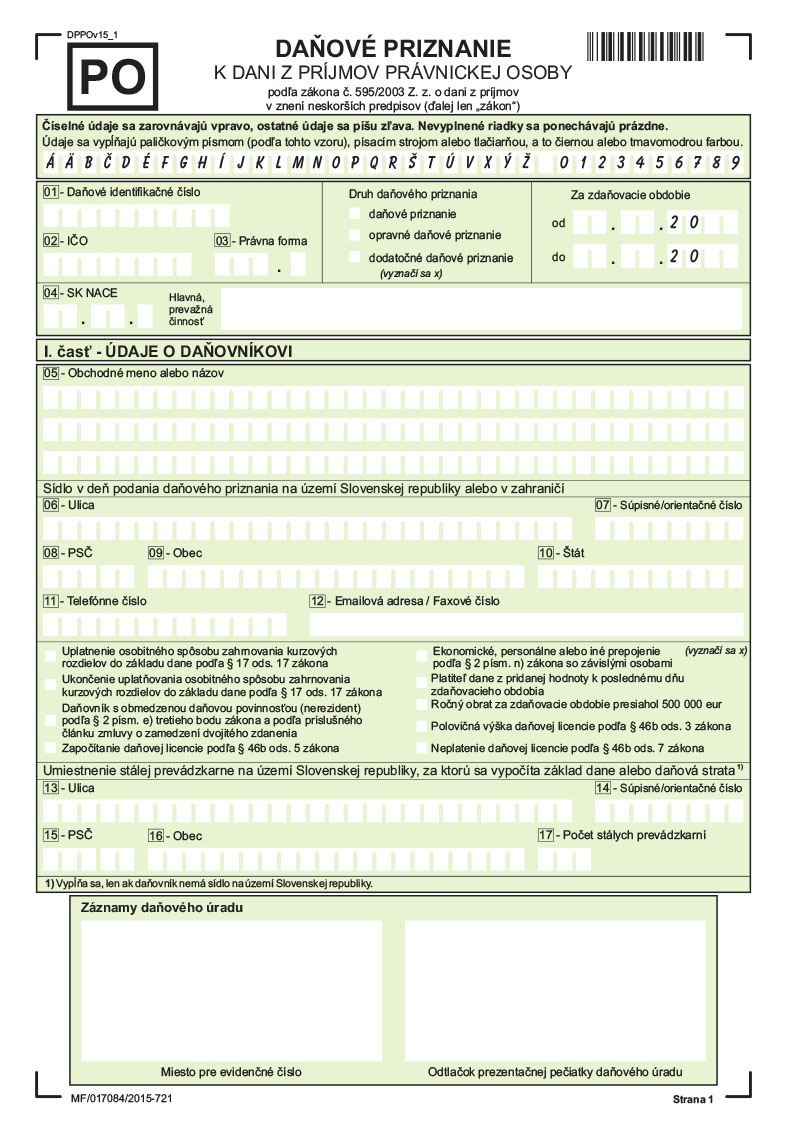 DPPOv15_1
PO
DAŇOVÉ PRIZNANIE
K DANI Z PRÍJMOV PRÁVNICKEJ OSOBY
podľa zákona č. 595/2003 Z. z. o dani z príjmov
v znení neskorších predpisov (ďalej len „zákon“)
Číselné údaje sa zarovnávajú vpravo, ostatné údaje sa píšu zľava. Nevyplnené riadky sa ponechávajú prázdne.
Údaje sa vypĺňajú paličkovým písmom (podľa tohto vzoru), písacím strojom alebo tlačiarňou, a to čiernou alebo tmavomodrou farbou.
Á Ä B Č D É F G H Í J K L M N O P Q R Š T Ú V X Ý Ž 0 1 2 3 4 5 6 7 8 9
01 - Daňové identifikačné číslo
02 - IČO
03 - Právna forma
.
Druh daňového priznania
daňové priznanie
opravné daňové priznanie
dodatočné daňové priznanie
(vyznačí sa x)
Za zdaňovacie obdobie
od . . 2 0
do . . 2 0
04 - SK NACE
. .
Hlavná,
prevažná
činnosť
I. časť - ÚDAJE O DAŇOVNÍKOVI
05 - Obchodné meno alebo názov
Sídlo v deň podania daňového priznania na území Slovenskej republiky alebo v zahraničí
06 - Ulica
07 - Súpisné/orientačné číslo
08 - PSČ
09 - Obec
10 - Štát
11 - Telefónne číslo
12 - Emailová adresa / Faxové číslo
Uplatnenie osobitného spôsobu zahrnovania kurzových
rozdielov do základu dane podľa § 17 ods. 17 zákona
Ukončenie uplatňovania osobitného spôsobu zahrnovania
kurzových rozdielov do základu dane podľa § 17 ods. 17 zákona
Daňovník s obmedzenou daňovou povinnosťou (nerezident)
podľa § 2 písm. e) tretieho bodu zákona a podľa príslušného
článku zmluvy o zamedzení dvojitého zdanenia
Započítanie daňovej licencie podľa § 46b ods. 5 zákona
Ekonomické, personálne alebo iné prepojenie (vyznačí sa x)
podľa § 2 písm. n) zákona so závislými osobami
Platiteľ dane z pridanej hodnoty k poslednému dňu
zdaňovacieho obdobia
Ročný obrat za zdaňovacie obdobie presiahol 500 000 eur
Polovičná výška daňovej licencie podľa § 46b ods. 3 zákona
Neplatenie daňovej licencie podľa § 46b ods. 7 zákona
Umiestnenie stálej prevádzkarne na území Slovenskej republiky, za ktorú sa vypočíta základ dane alebo daňová strata 1)
13 - Ulica
14 - Súpisné/orientačné číslo
15 - PSČ
16 - Obec
17 - Počet stálych prevádzkarní
1) Vypĺňa sa, len ak daňovník nemá sídlo na území Slovenskej republiky.
Záznamy daňového úradu
Miesto pre evidenčné číslo
Odtlačok prezentačnej pečiatky daňového úradu
MF/017084/2015-721
Strana 1